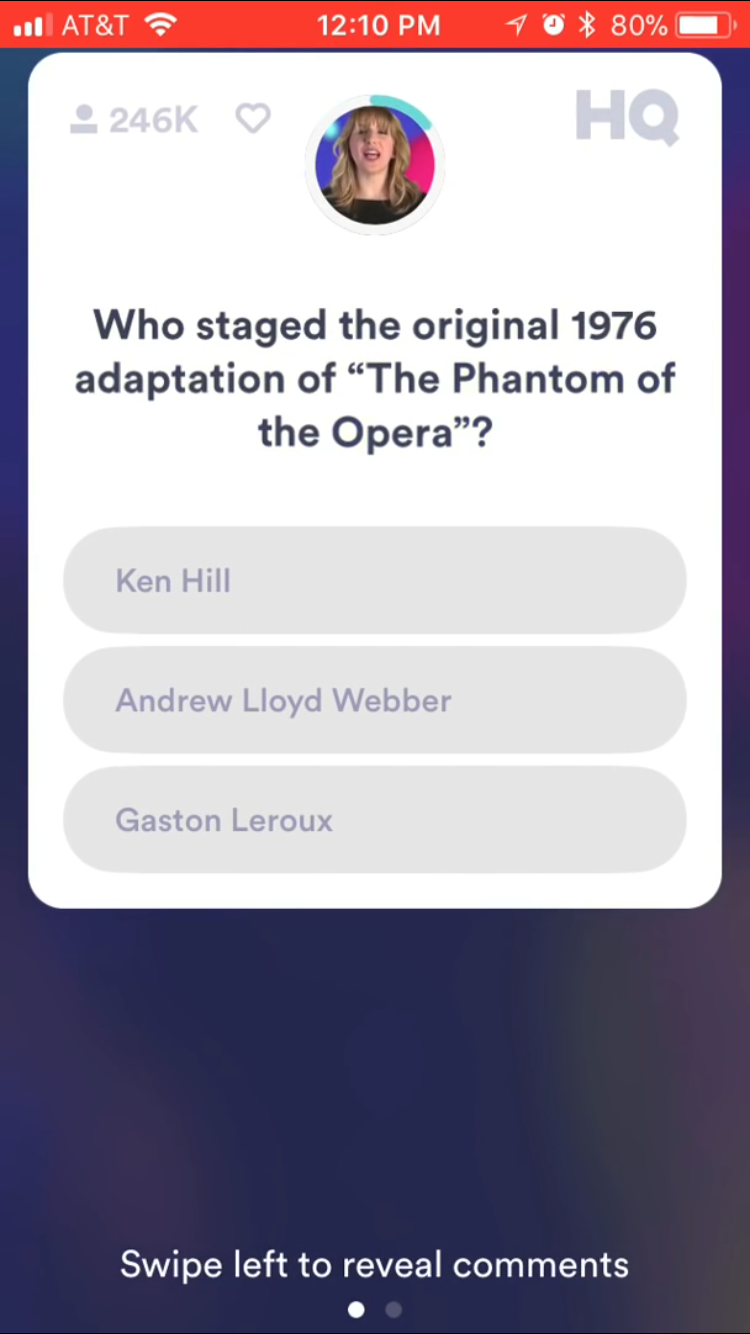 AT&T 12:10 PM 80%
246K HQ
Who staged the original 1976
adaptation of “The Phantom of
the Opera”?
Ken Hill
Andrew Lloyd Webber
Gaston Leroux
Swipe left to reveal comments